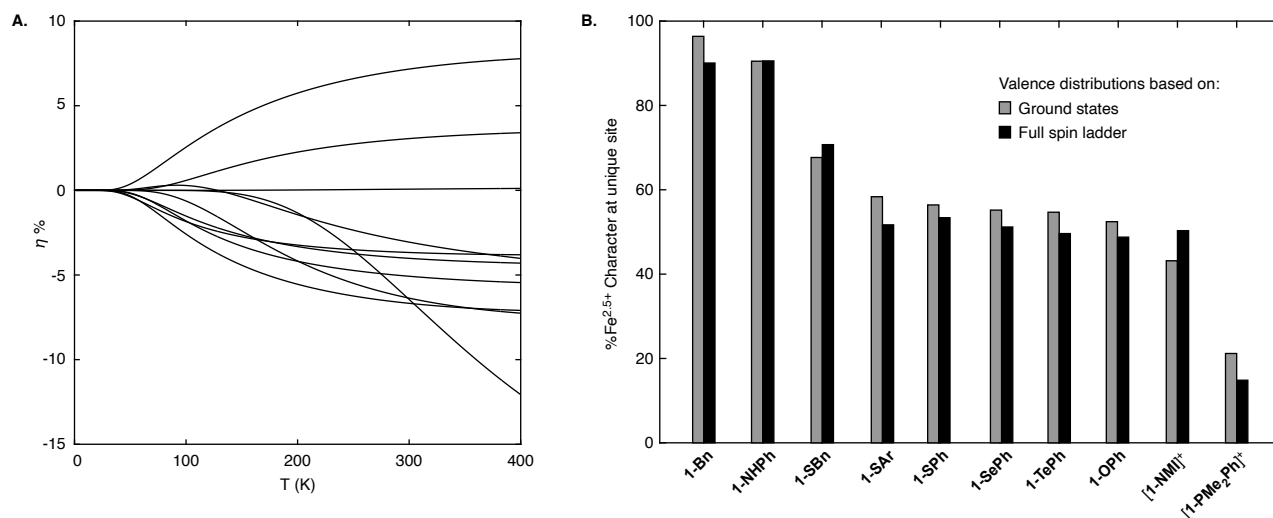 A.
10
5
0
-5
-10
-15
η %
0 100 200 300 400
T (K)
B.
100
80
60
40
20
0
%Fe2.5+ Character at unique site
Valence distributions based on:
Ground states
Full spin ladder
1-Bn
1-NHPh
1-SBn
1-SAr
1-SPh
1-SePh
1-TePh
1-OPh
[1-NMI]+
[1-PMe2Ph]+